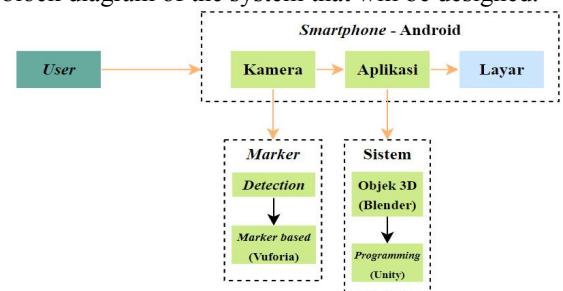 block diagram of the system that will be designed.
Smartphone - Android
User
Kamera
Aplikasi
Layar
Marker
Detection
Marker based
(Vuforia)
Sistem
Objek 3D
(Blender)
Programming
(Unity)